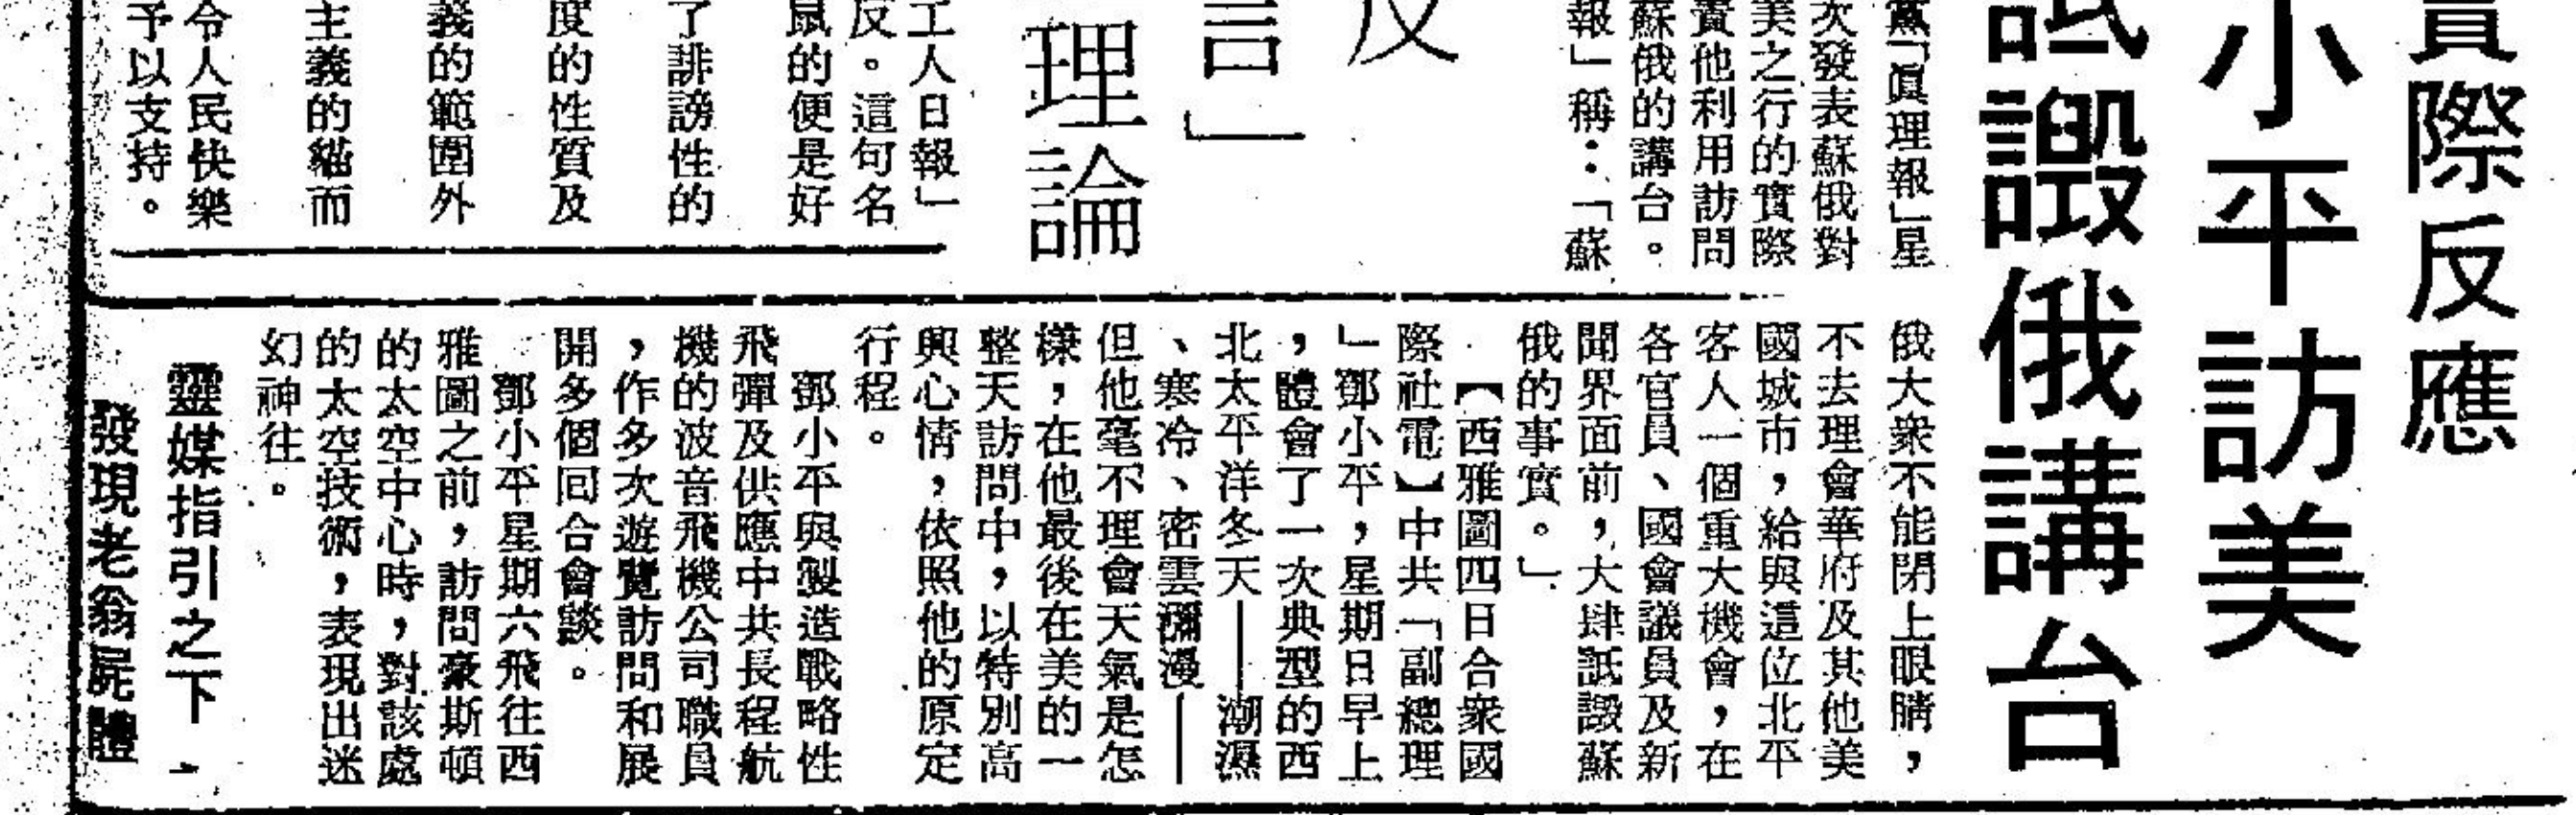 實際反應
小平訪美
詆譭俄講台
黨「眞理報」星
次發表蘇俄對
美之行的實際
責他利用訪問
蘇俄的講台。
報」稱：「蘇
俄大衆不能閉上眼睛，
不去理會華府及其他美
國城市，給與這位北平
客人一個重大機會，在
各官員、國會議員及新
聞界面前，大肆詆譭蘇
俄的事實。」
【西雅圖四日合衆國
際社電】中共「副總理
」鄧小平，星期日早上
，體會了一次典型的西
北太平洋冬天——潮濕
、寒冷、密雲瀰漫——
但他毫不理會天氣是怎
樣，在他最後在美的一
整天訪問中，以特別高
興心情，依照他的原定
行程。
鄧小平與製造戰略性
飛彈及供應中共長程航
機的波音飛機公司職員
，作多次遊覽訪問和展
開多個回合會談。
鄧小平星期六飛往西
雅圖之前，訪問豪斯頓
的太空中心時，對該處
的太空技術，表現出迷
幻神往。
反
言」
理論
工人日報」
反。這句名
鼠的便是好
了誹謗性的
度的性質及
義的範圍外
主義的貓而
令人民快樂
予以支持。
靈媒指引之下
發現老翁屍體